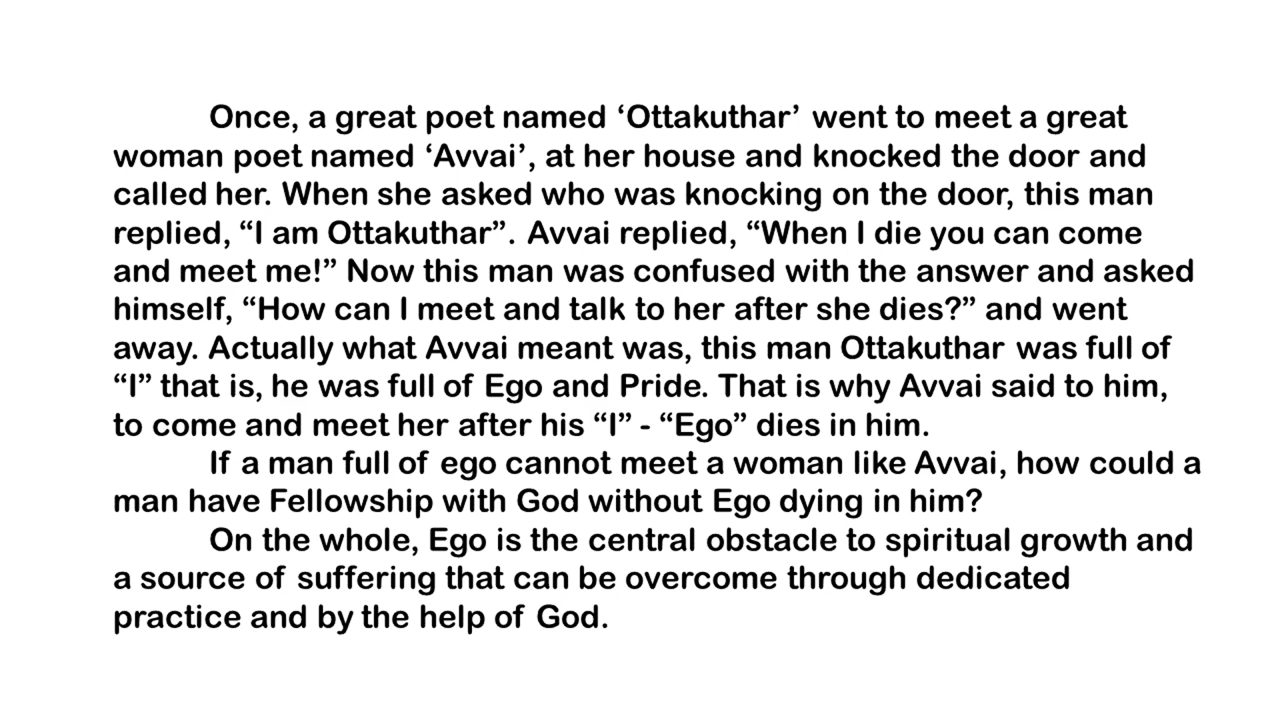 Once, a great poet named ‘Ottakuthar’ went to meet a great
woman poet named ‘Avvai’, at her house and knocked the door and
called her. When she asked who was knocking on the door, this man
replied, “I am Ottakuthar”. Avvai replied, “When I die you can come
and meet me!” Now this man was confused with the answer and asked
himself, “How can I meet and talk to her after she dies?” and went
away. Actually what Avvai meant was, this man Ottakuthar was full of
“I” that is, he was full of Ego and Pride. That is why Avvai said to him,
to come and meet her after his “I” - “Ego” dies in him.
If a man full of ego cannot meet a woman like Avvai, how could a
man have Fellowship with God without Ego dying in him?
On the whole, Ego is the central obstacle to spiritual growth and
a source of suffering that can be overcome through dedicated
practice and by the help of God.